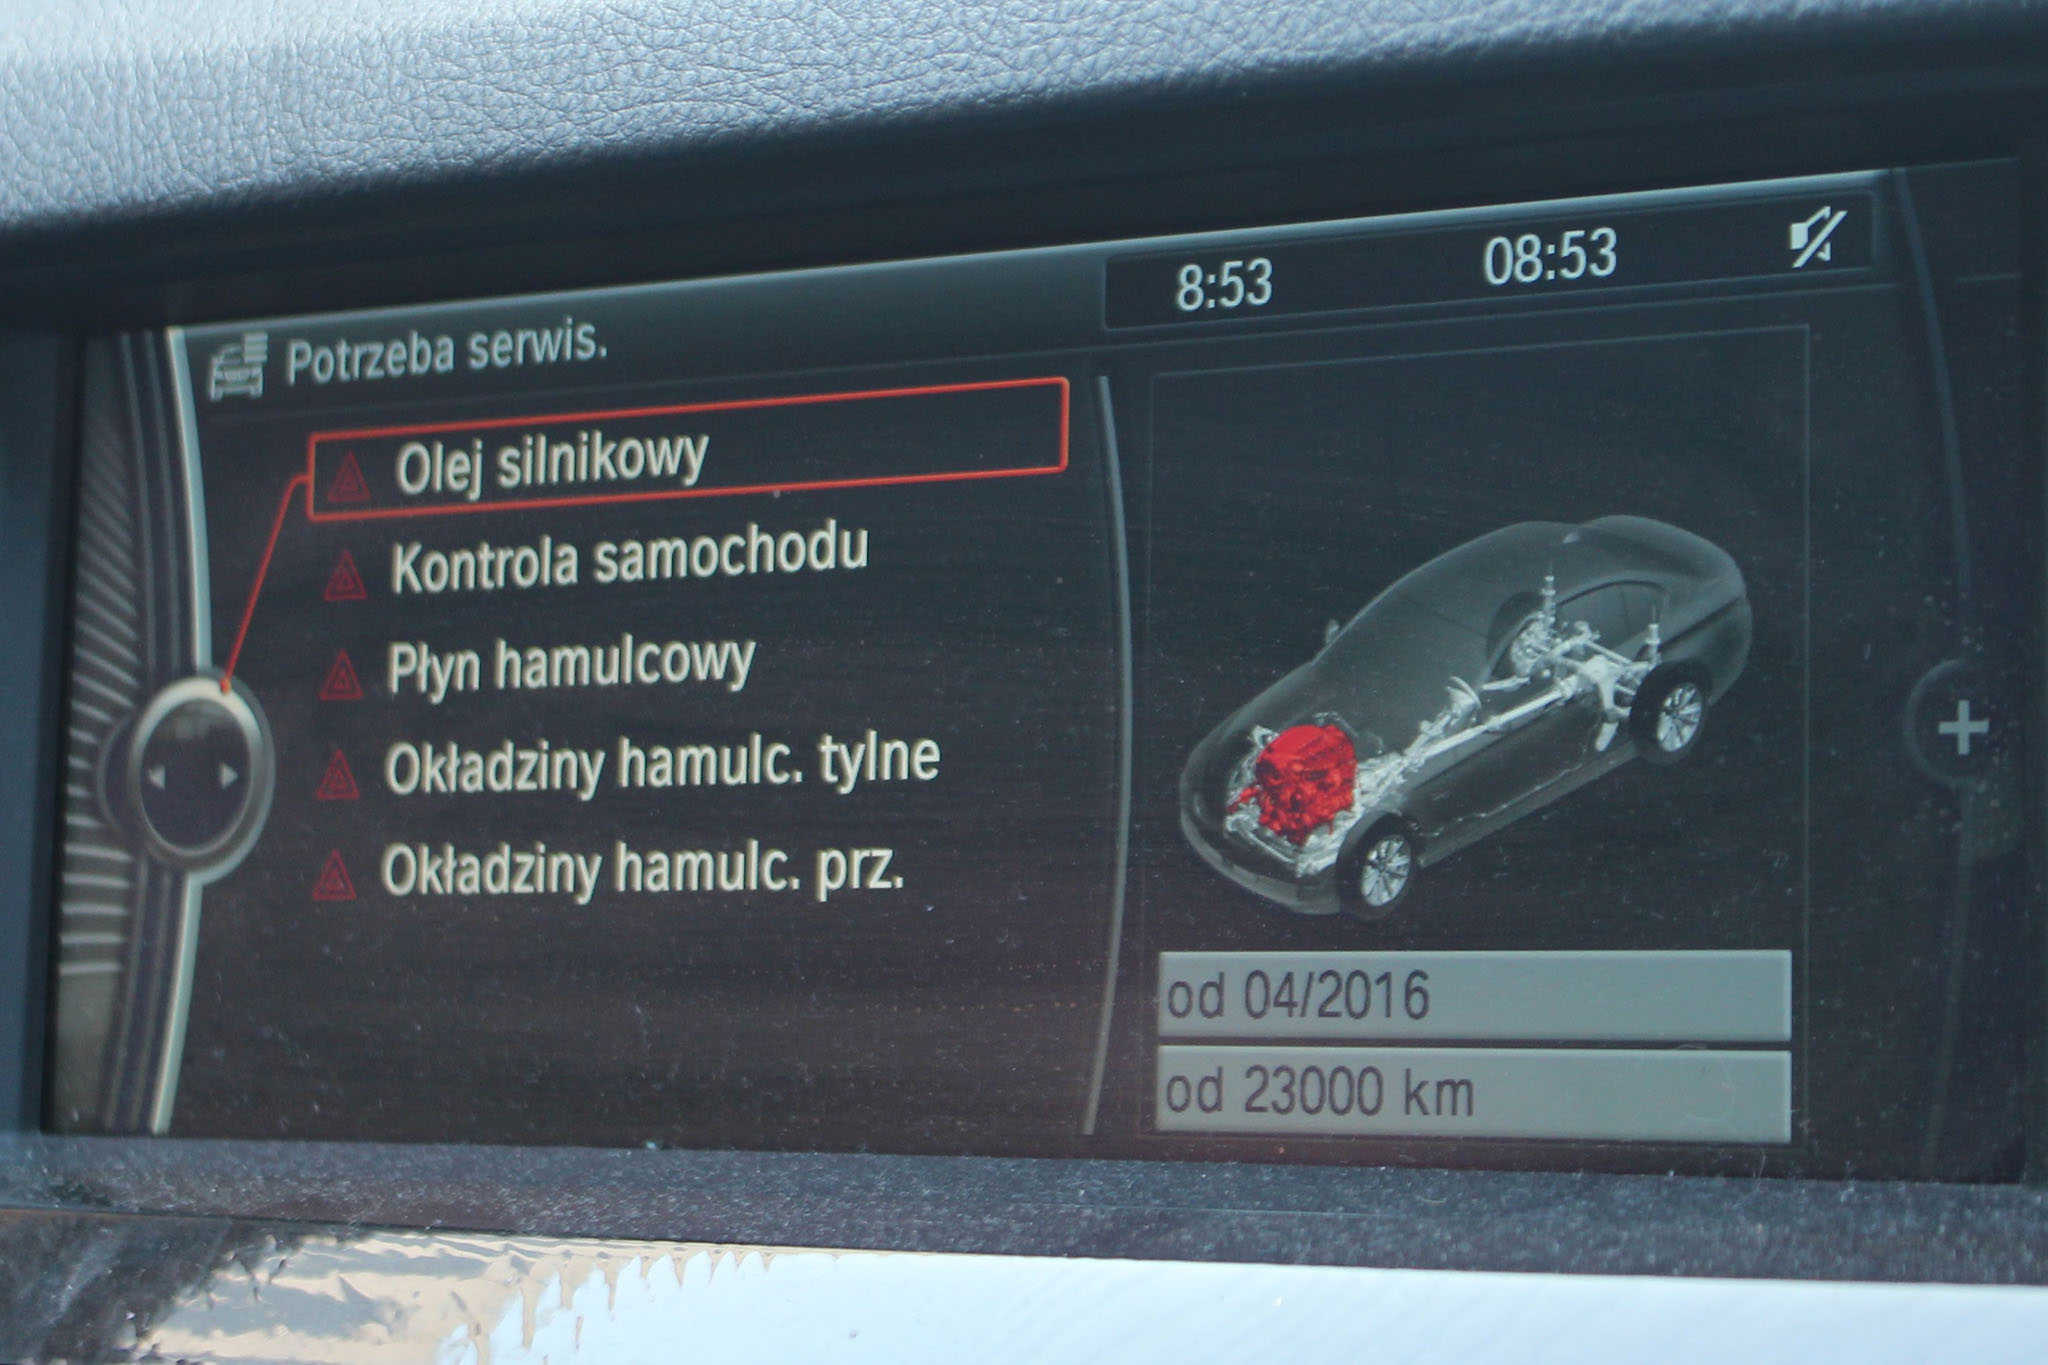 8:53 08:53
Potrzeba serwis.
Olej silnikowy
Kontrola samochodu
Płyn hamulcowy
Okładziny hamulc. tylne
Okładziny hamulc. prz.
od 04/2016
od 23000 km